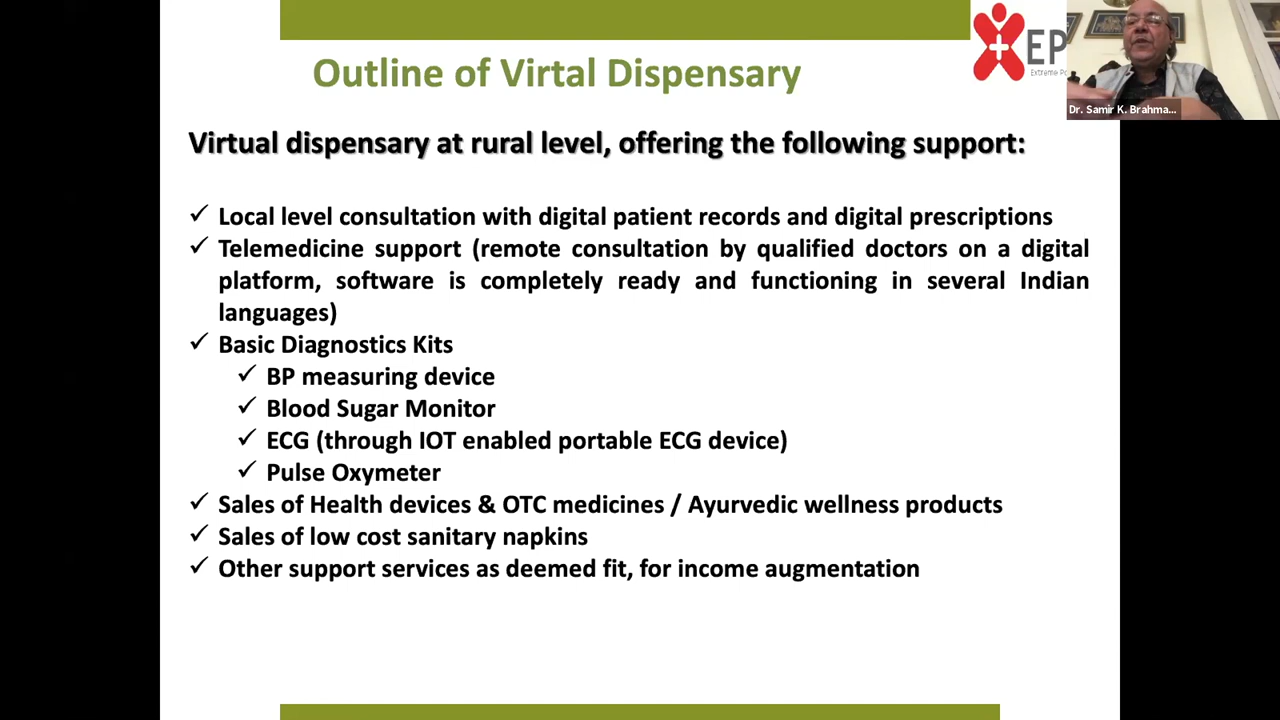 Outline of Virtal Dispensary
EP
Extreme Po
Dr. Samir K. Brahma...
Virtual dispensary at rural level, offering the following support:
✓ Local level consultation with digital patient records and digital prescriptions
✓ Telemedicine support (remote consultation by qualified doctors on a digital
platform, software is completely ready and functioning in several Indian
languages)
✓ Basic Diagnostics Kits
✓ BP measuring device
✓ Blood Sugar Monitor
✓ ECG (through IOT enabled portable ECG device)
✓ Pulse Oxymeter
✓ Sales of Health devices & OTC medicines / Ayurvedic wellness products
✓ Sales of low cost sanitary napkins
✓ Other support services as deemed fit, for income augmentation